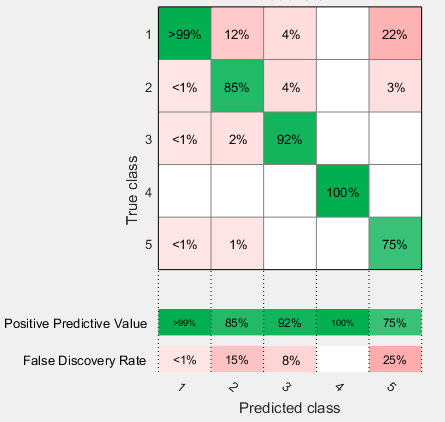 1 >99% 12% 4% 22%
2 <1% 85% 4% 3%
3 <1% 2% 92%
4 100%
5 <1% 1% 75%
True class
Positive Predictive Value >99% 85% 92% 100% 75%
False Discovery Rate <1% 15% 8% 25%
1 2 3 4 5
Predicted class